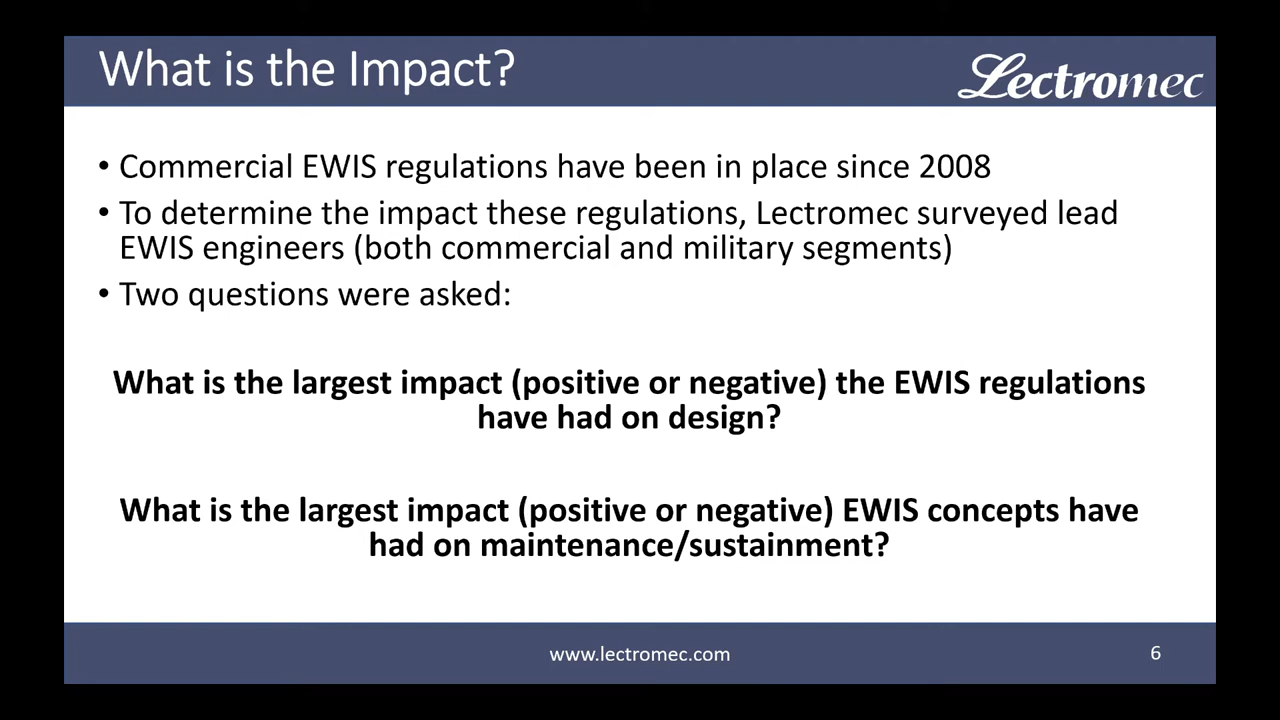 What is the Impact?
Lectromec
• Commercial EWIS regulations have been in place since 2008
• To determine the impact these regulations, Lectromec surveyed lead
EWIS engineers (both commercial and military segments)
• Two questions were asked:
What is the largest impact (positive or negative) the EWIS regulations
have had on design?
What is the largest impact (positive or negative) EWIS concepts have
had on maintenance/sustainment?
www.lectromec.com
6